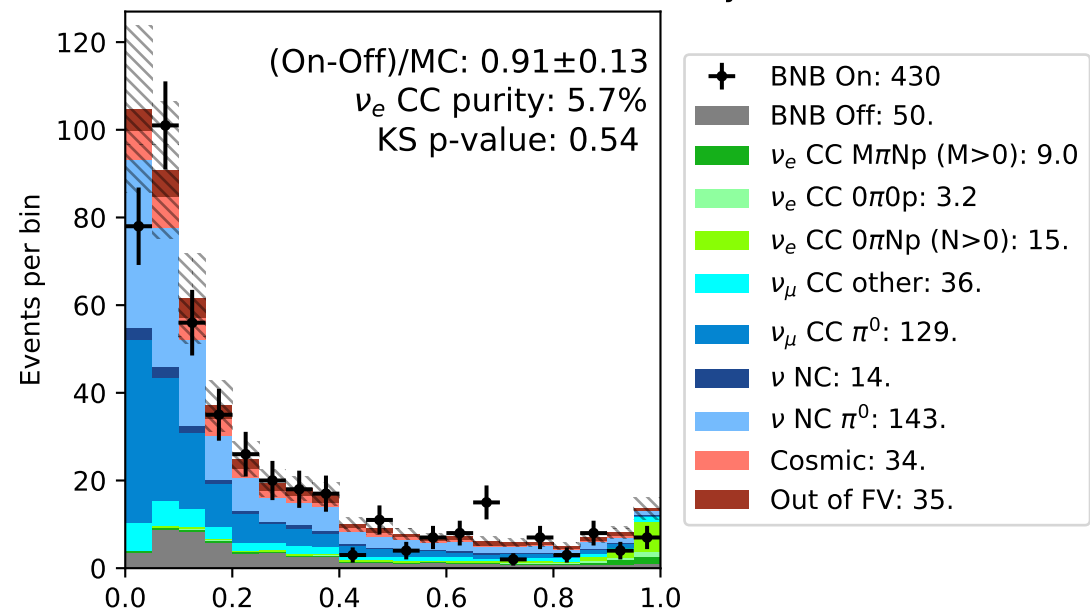 (On-Off)/MC: 0.91±0.13
νe CC purity: 5.7%
KS p-value: 0.54
Events per bin
120
100
80
60
40
20
0
0.0 0.2 0.4 0.6 0.8 1.0
BNB On: 430
BNB Off: 50.
νe CC MπNp (M>0): 9.0
νe CC 0π0p: 3.2
νe CC 0πNp (N>0): 15.
νμ CC other: 36.
νμ CC π⁰: 129.
ν NC: 14.
ν NC π⁰: 143.
Cosmic: 34.
Out of FV: 35.